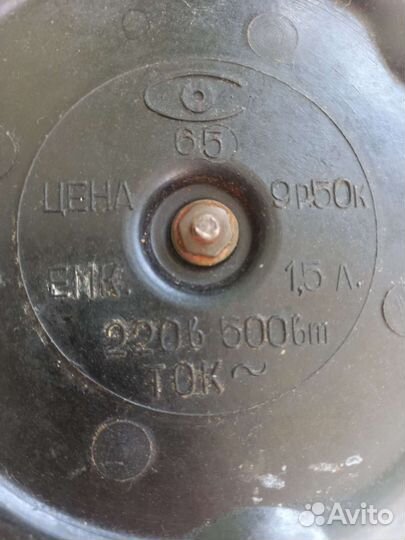 65
ЦЕНА 9р50к
ЕМК. 1,5 л.
220в 500вт
ТОК ~
Avito